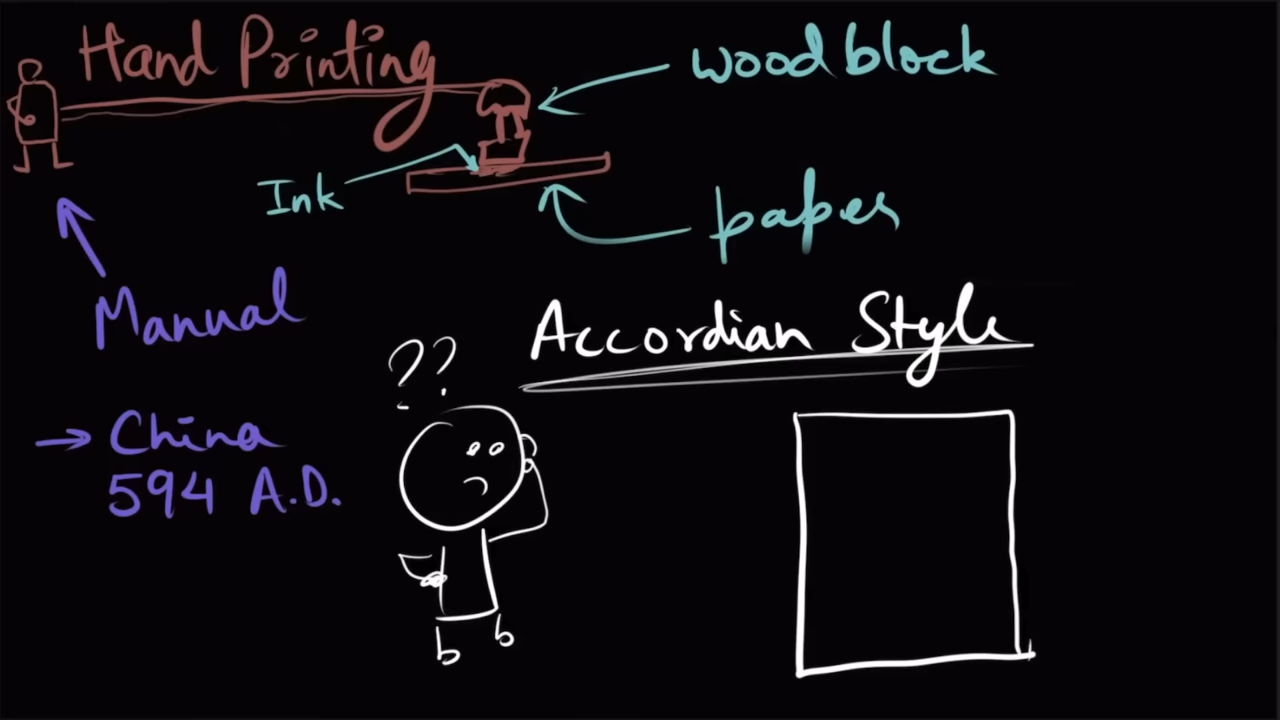 Hand Printing
wood block
Ink
paper
Manual
Accordian Style
??
→ China
594 A.D.